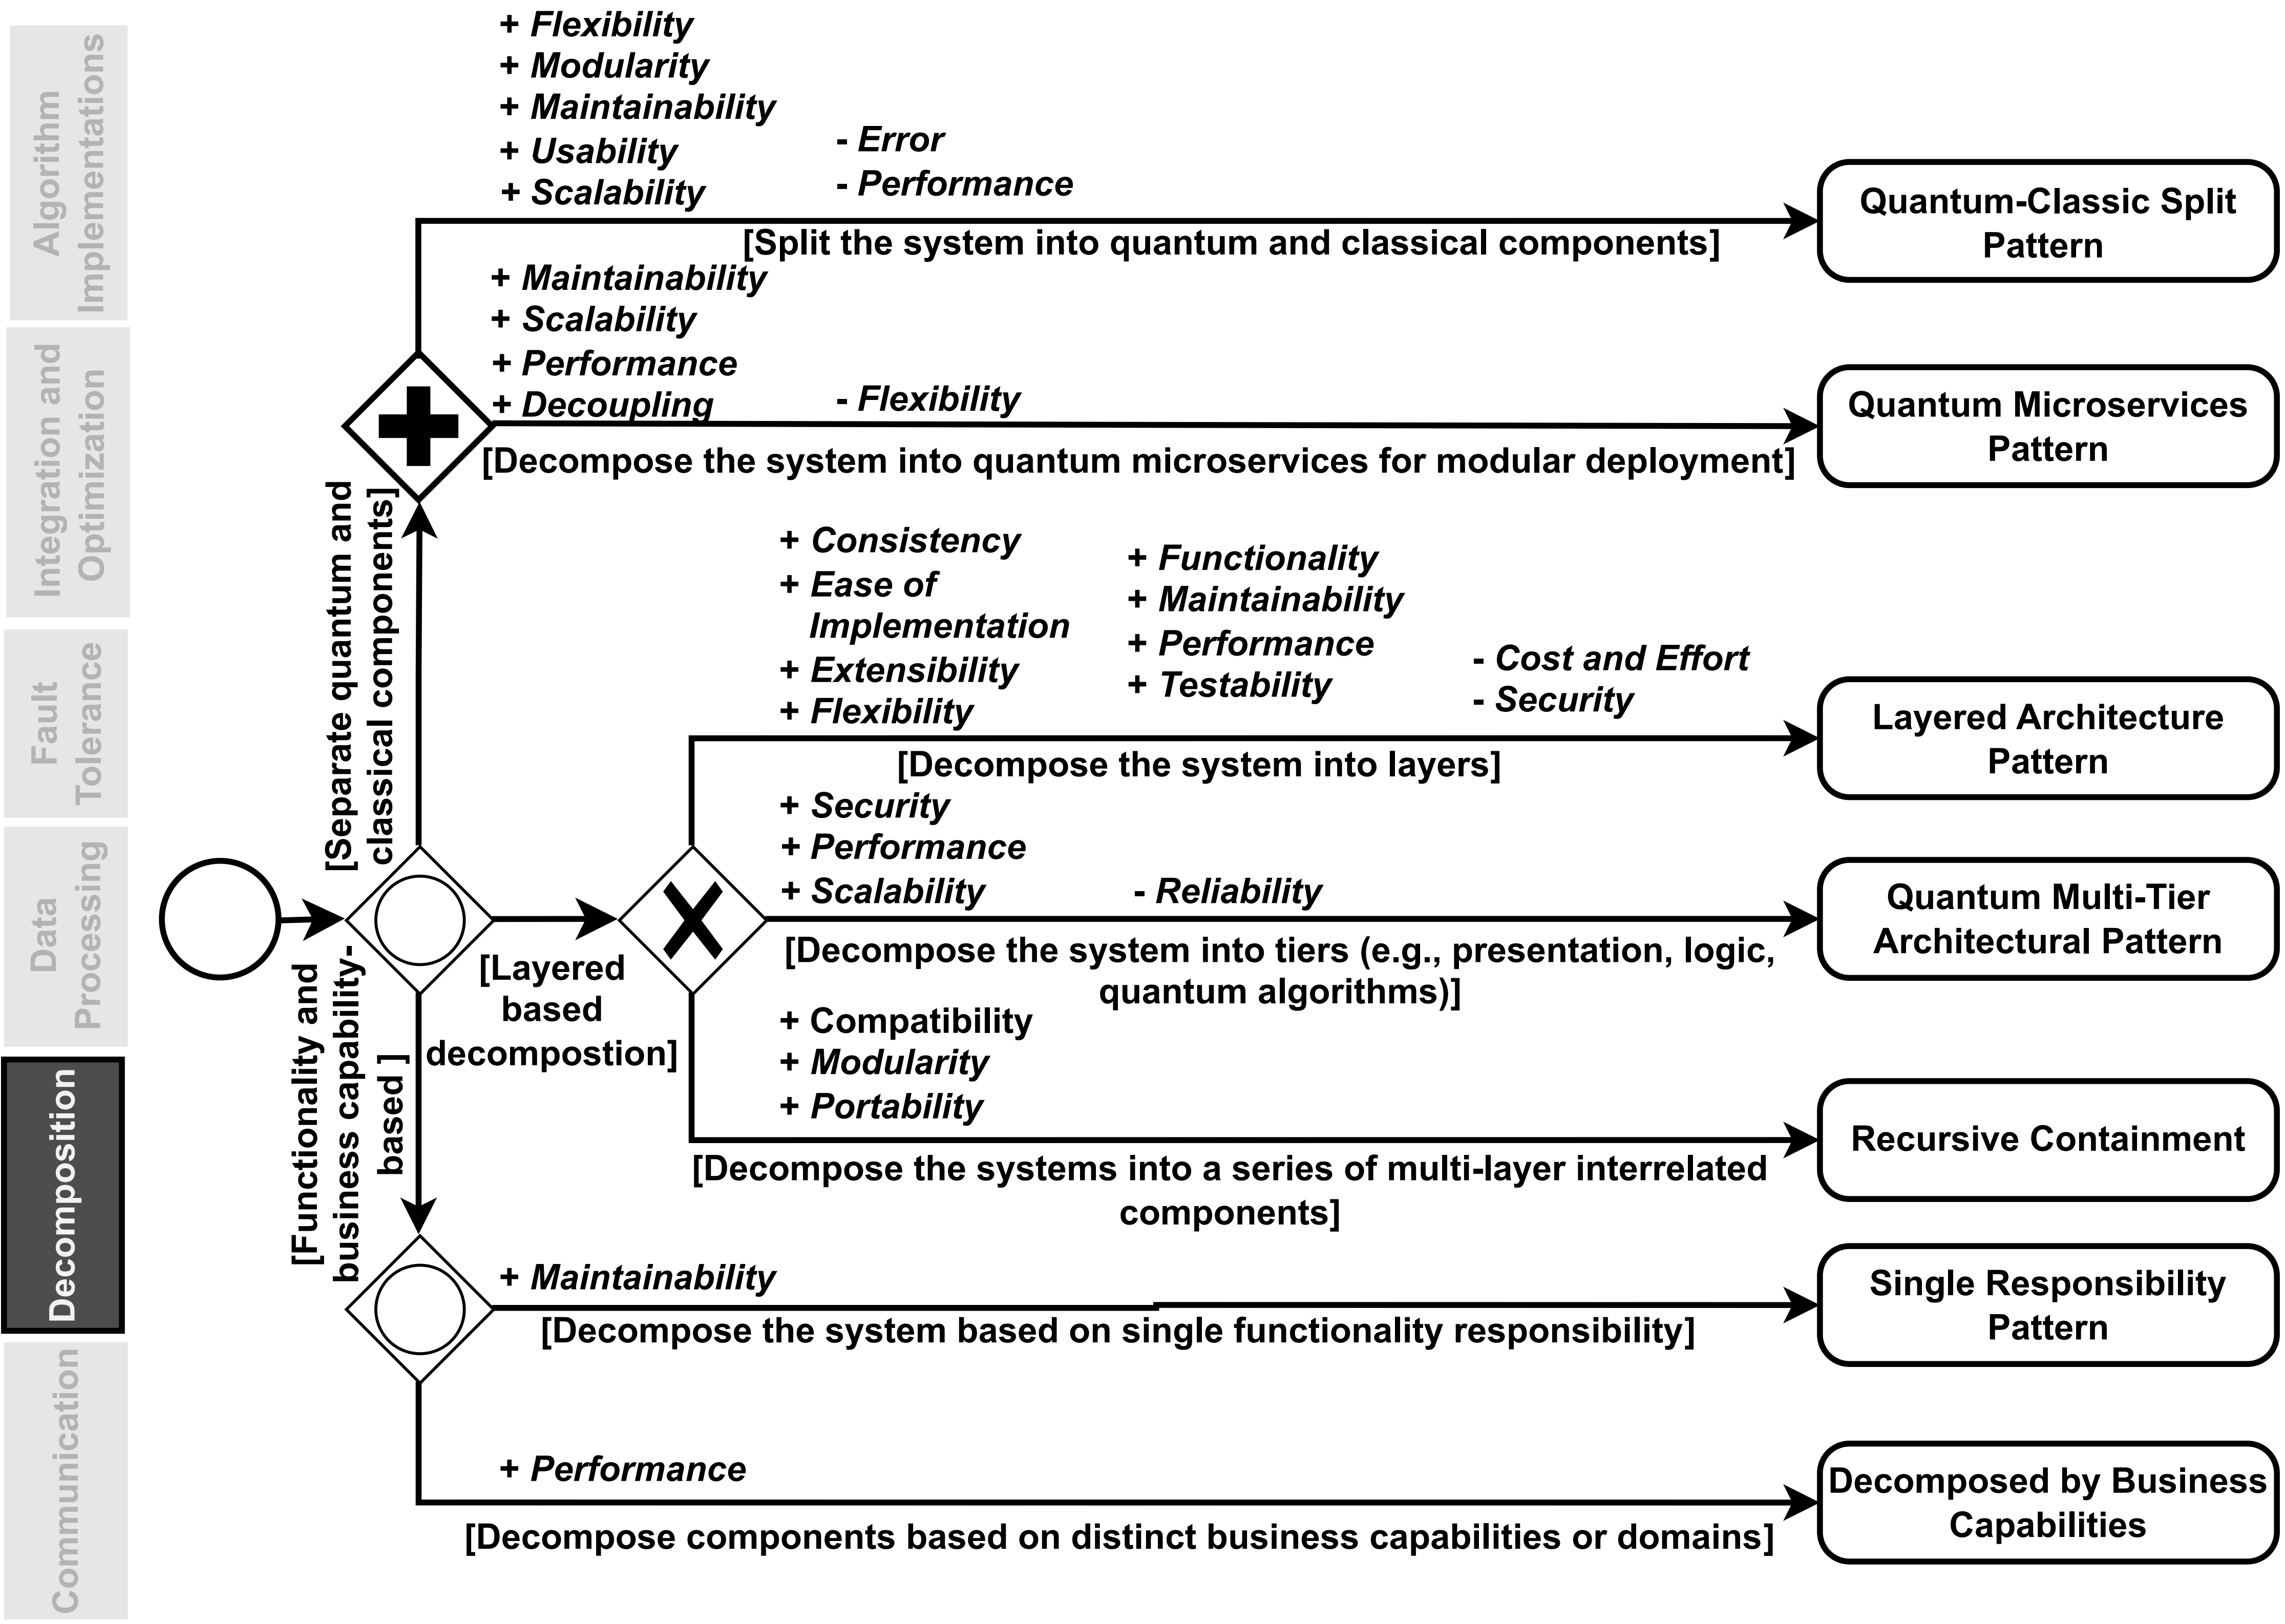 Algorithm
Implementations
Integration and
Optimization
Fault
Tolerance
Data
Processing
Decomposition
Communication
+ Flexibility
+ Modularity
+ Maintainability
+ Usability
+ Scalability
- Error
- Performance
[Split the system into quantum and classical components]
Quantum-Classic Split
Pattern
+ Maintainability
+ Scalability
+ Performance
+ Decoupling
- Flexibility
[Decompose the system into quantum microservices for modular deployment]
Quantum Microservices
Pattern
[Separate quantum and
classical components]
+ Consistency
+ Ease of
Implementation
+ Extensibility
+ Flexibility
+ Functionality
+ Maintainability
+ Performance
+ Testability
- Cost and Effort
- Security
[Decompose the system into layers]
Layered Architecture
Pattern
+ Security
+ Performance
+ Scalability
- Reliability
[Decompose the system into tiers (e.g., presentation, logic,
quantum algorithms)]
Quantum Multi-Tier
Architectural Pattern
[Layered
based
decompostion]
+ Compatibility
+ Modularity
+ Portability
[Decompose the systems into a series of multi-layer interrelated
components]
Recursive Containment
[Functionality and
business capability-
based ]
+ Maintainability
[Decompose the system based on single functionality responsibility]
Single Responsibility
Pattern
+ Performance
[Decompose components based on distinct business capabilities or domains]
Decomposed by Business
Capabilities